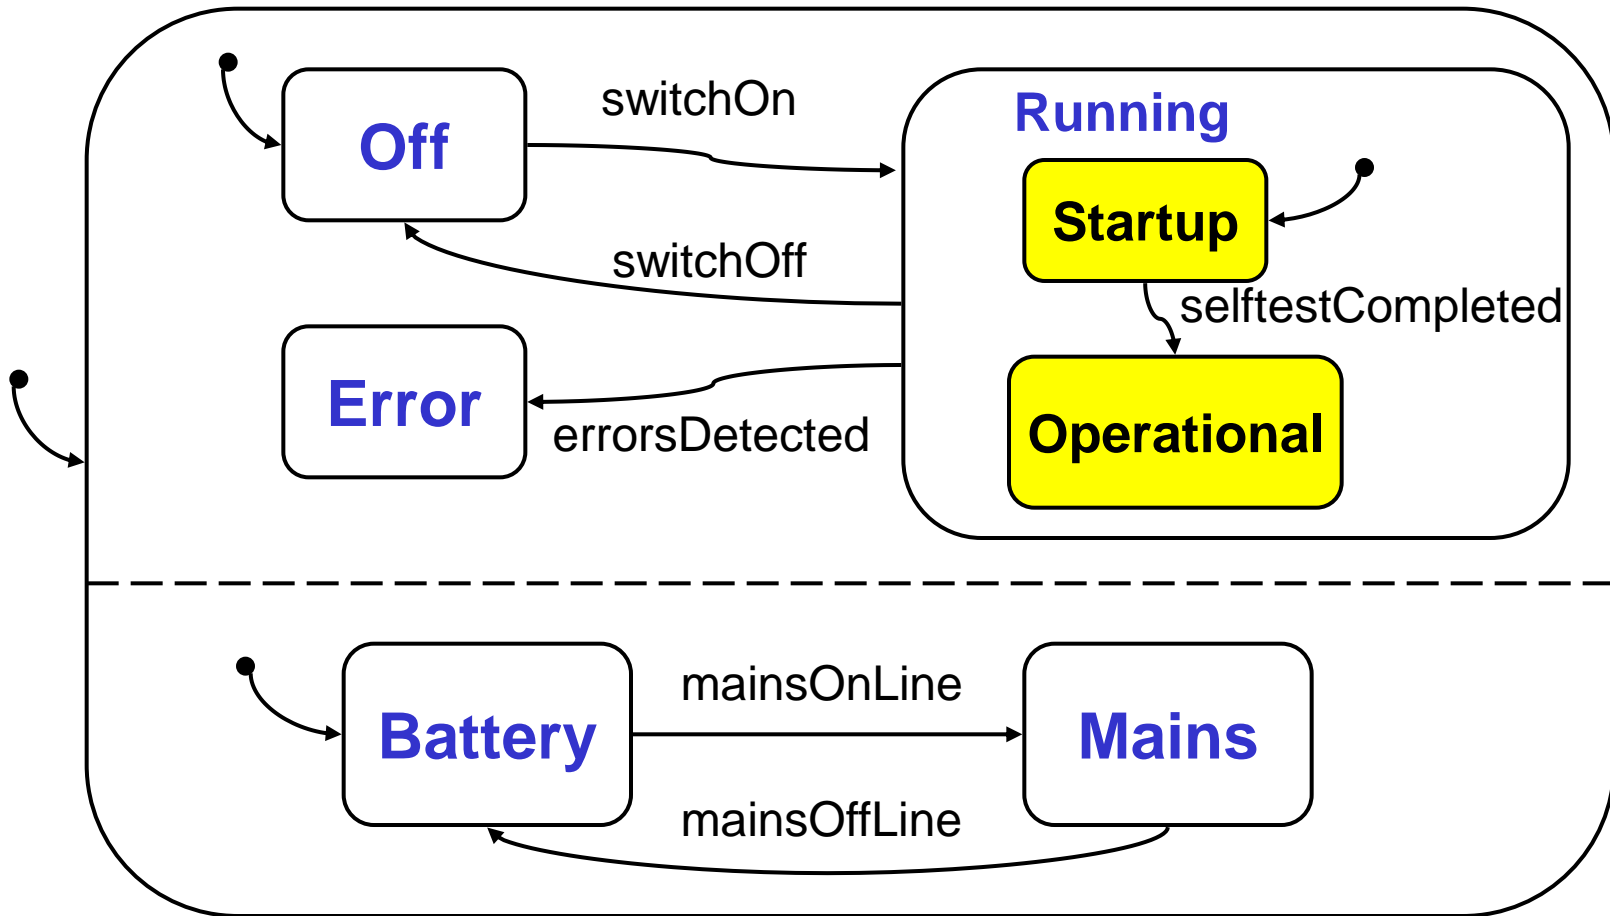 switchOn
Running
Off
Startup
switchOff
selftestCompleted
Error
errorsDetected
Operational
mainsOnLine
Battery
Mains
mainsOffLine